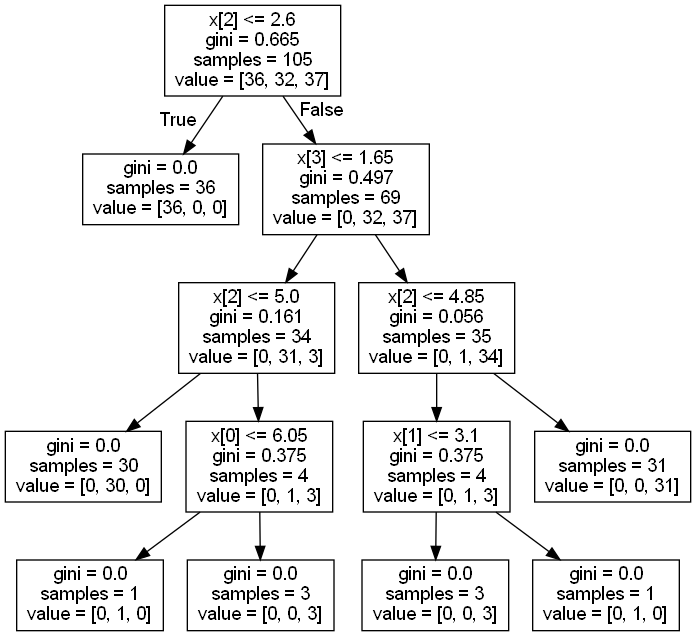 x[2] <= 2.6
gini = 0.665
samples = 105
value = [36, 32, 37]
True
False
gini = 0.0
samples = 36
value = [36, 0, 0]
x[3] <= 1.65
gini = 0.497
samples = 69
value = [0, 32, 37]
x[2] <= 5.0
gini = 0.161
samples = 34
value = [0, 31, 3]
x[2] <= 4.85
gini = 0.056
samples = 35
value = [0, 1, 34]
gini = 0.0
samples = 30
value = [0, 30, 0]
x[0] <= 6.05
gini = 0.375
samples = 4
value = [0, 1, 3]
x[1] <= 3.1
gini = 0.375
samples = 4
value = [0, 1, 3]
gini = 0.0
samples = 31
value = [0, 0, 31]
gini = 0.0
samples = 1
value = [0, 1, 0]
gini = 0.0
samples = 3
value = [0, 0, 3]
gini = 0.0
samples = 3
value = [0, 0, 3]
gini = 0.0
samples = 1
value = [0, 1, 0]